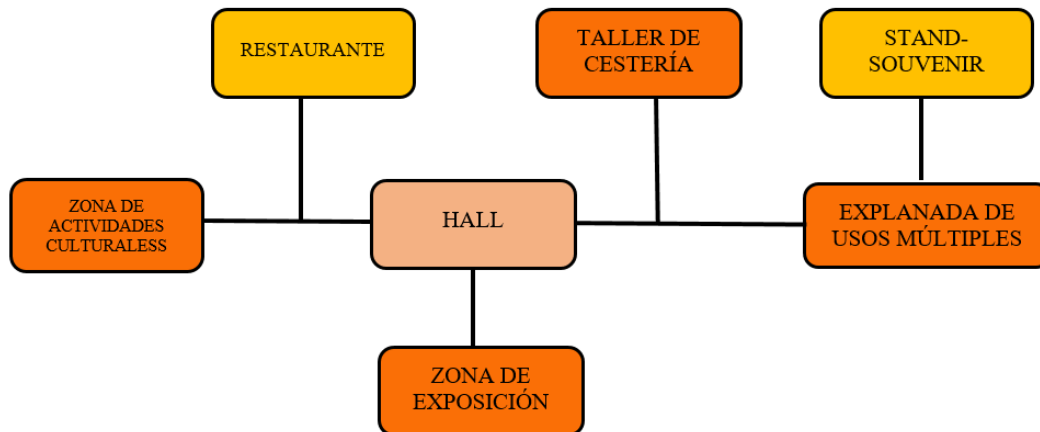 RESTAURANTE
TALLER DE
CESTERÍA
STAND-
SOUVENIR
ZONA DE
ACTIVIDADES
CULTURALESS
HALL
EXPLANADA DE
USOS MÚLTIPLES
ZONA DE
EXPOSICIÓN